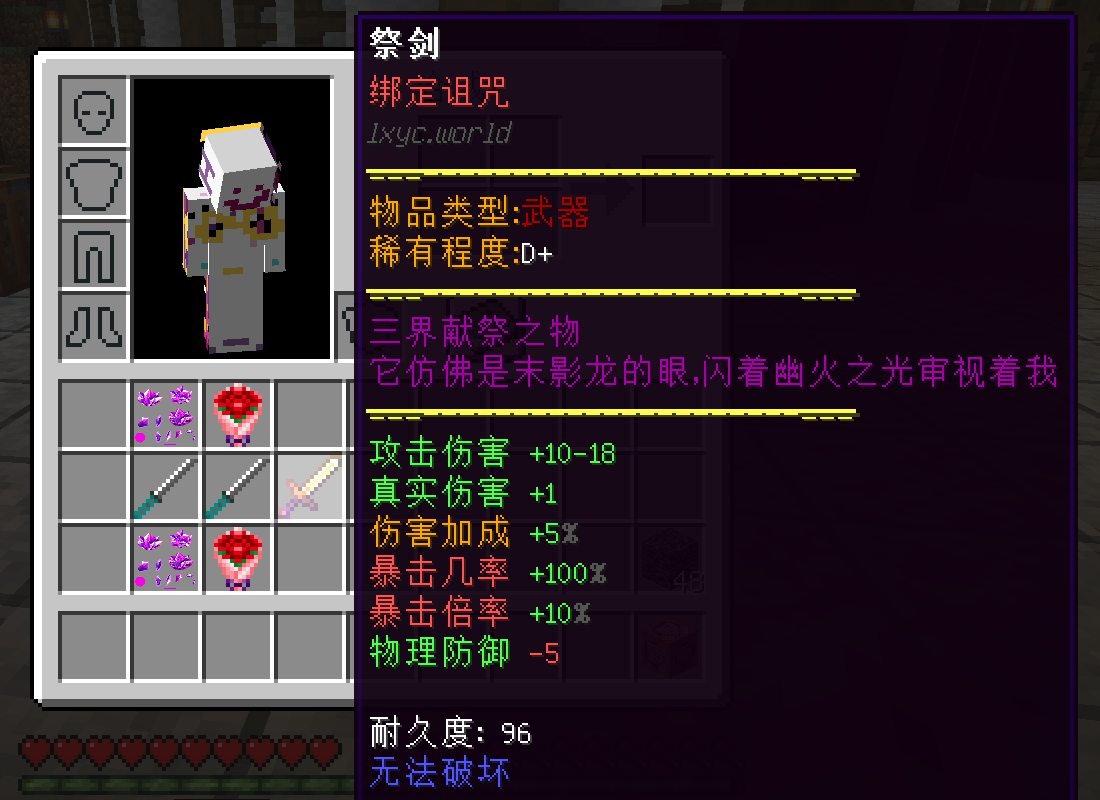 祭剑
绑定诅咒
lxyc.world
物品类型:武器
稀有程度:D+
三界献祭之物
它仿佛是末影龙的眼,闪着幽火之光审视着我
攻击伤害 +10-18
真实伤害 +1
伤害加成 +5%
暴击几率 +100%
暴击倍率 +10%
物理防御 -5
48
耐久度: 96
无法破坏